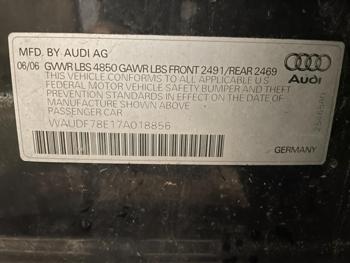 MFD. BY AUDI AG
06/06 GVWR LBS 4850 GAWR LBS FRONT 2491/REAR 2469
THIS VEHICLE CONFORMS TO ALL APPLICABLE U.S.
FEDERAL MOTOR VEHICLE SAFETY BUMPER AND
THEFT PREVENTION STANDARDS IN EFFECT ON
THE DATE OF MANUFACTURE SHOWN ABOVE
PASSENGER CAR
WAUDF78E17A018856
Audi
GERMANY